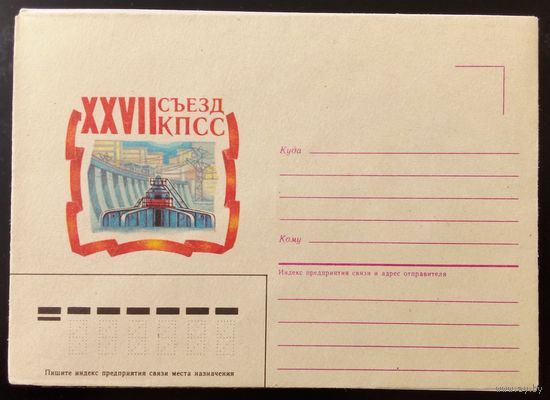 XXVII СЪЕЗД
КПСС
Куда
Кому
Индекс предприятия связи и адрес отправителя
Пишите индекс предприятия связи места назначения